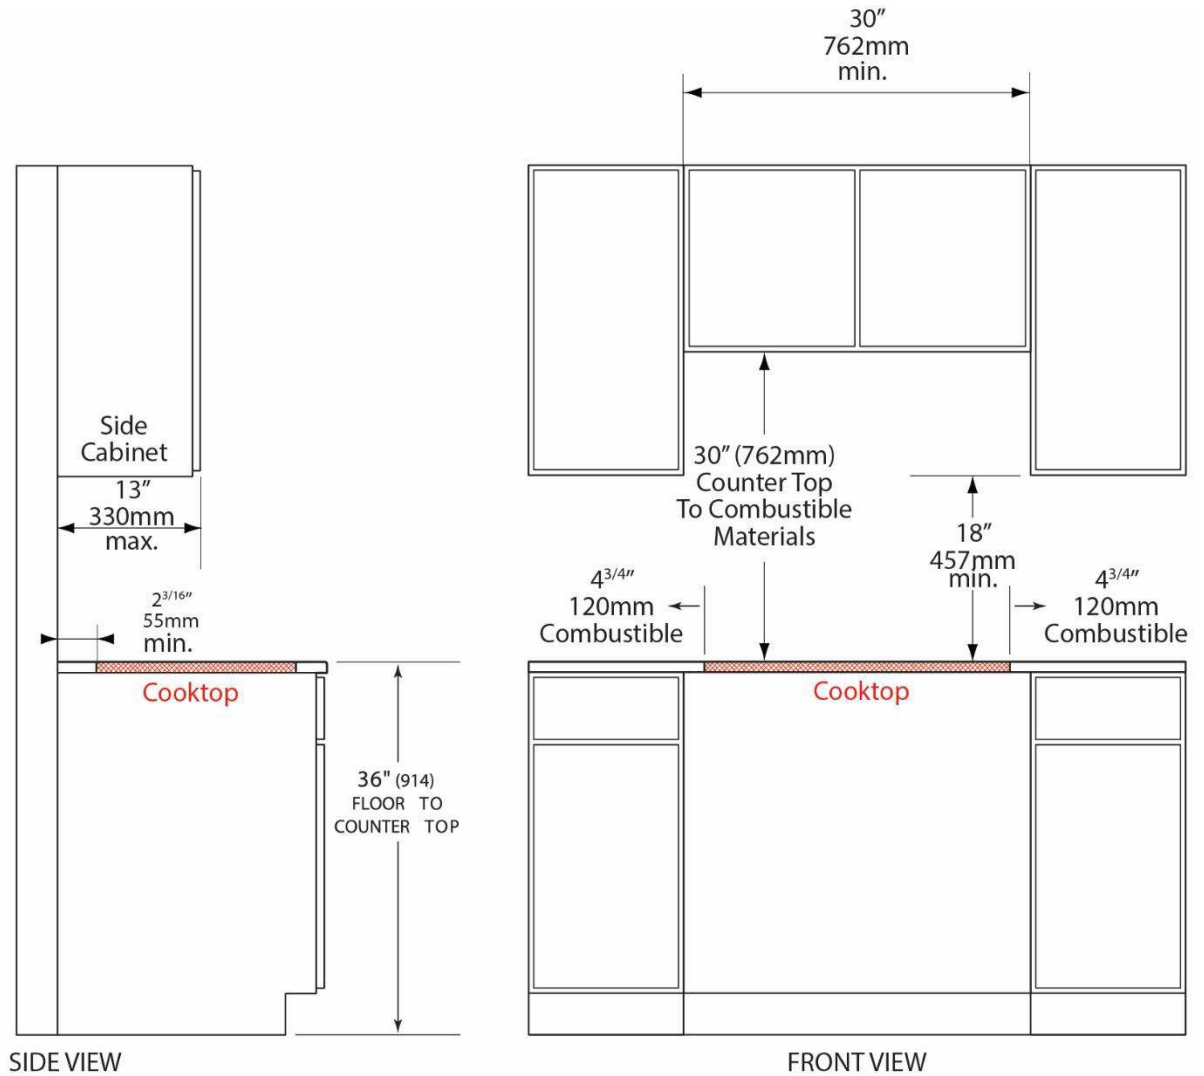 30"
762mm
min.
Side
Cabinet
13"
330mm
max.
2 3/16"
55mm
min.
Cooktop
36" (914)
FLOOR TO
COUNTER TOP
SIDE VIEW
30" (762mm)
Counter Top
To Combustible
Materials
18"
457mm
min.
4 3/4"
120mm
Combustible
4 3/4"
120mm
Combustible
Cooktop
FRONT VIEW